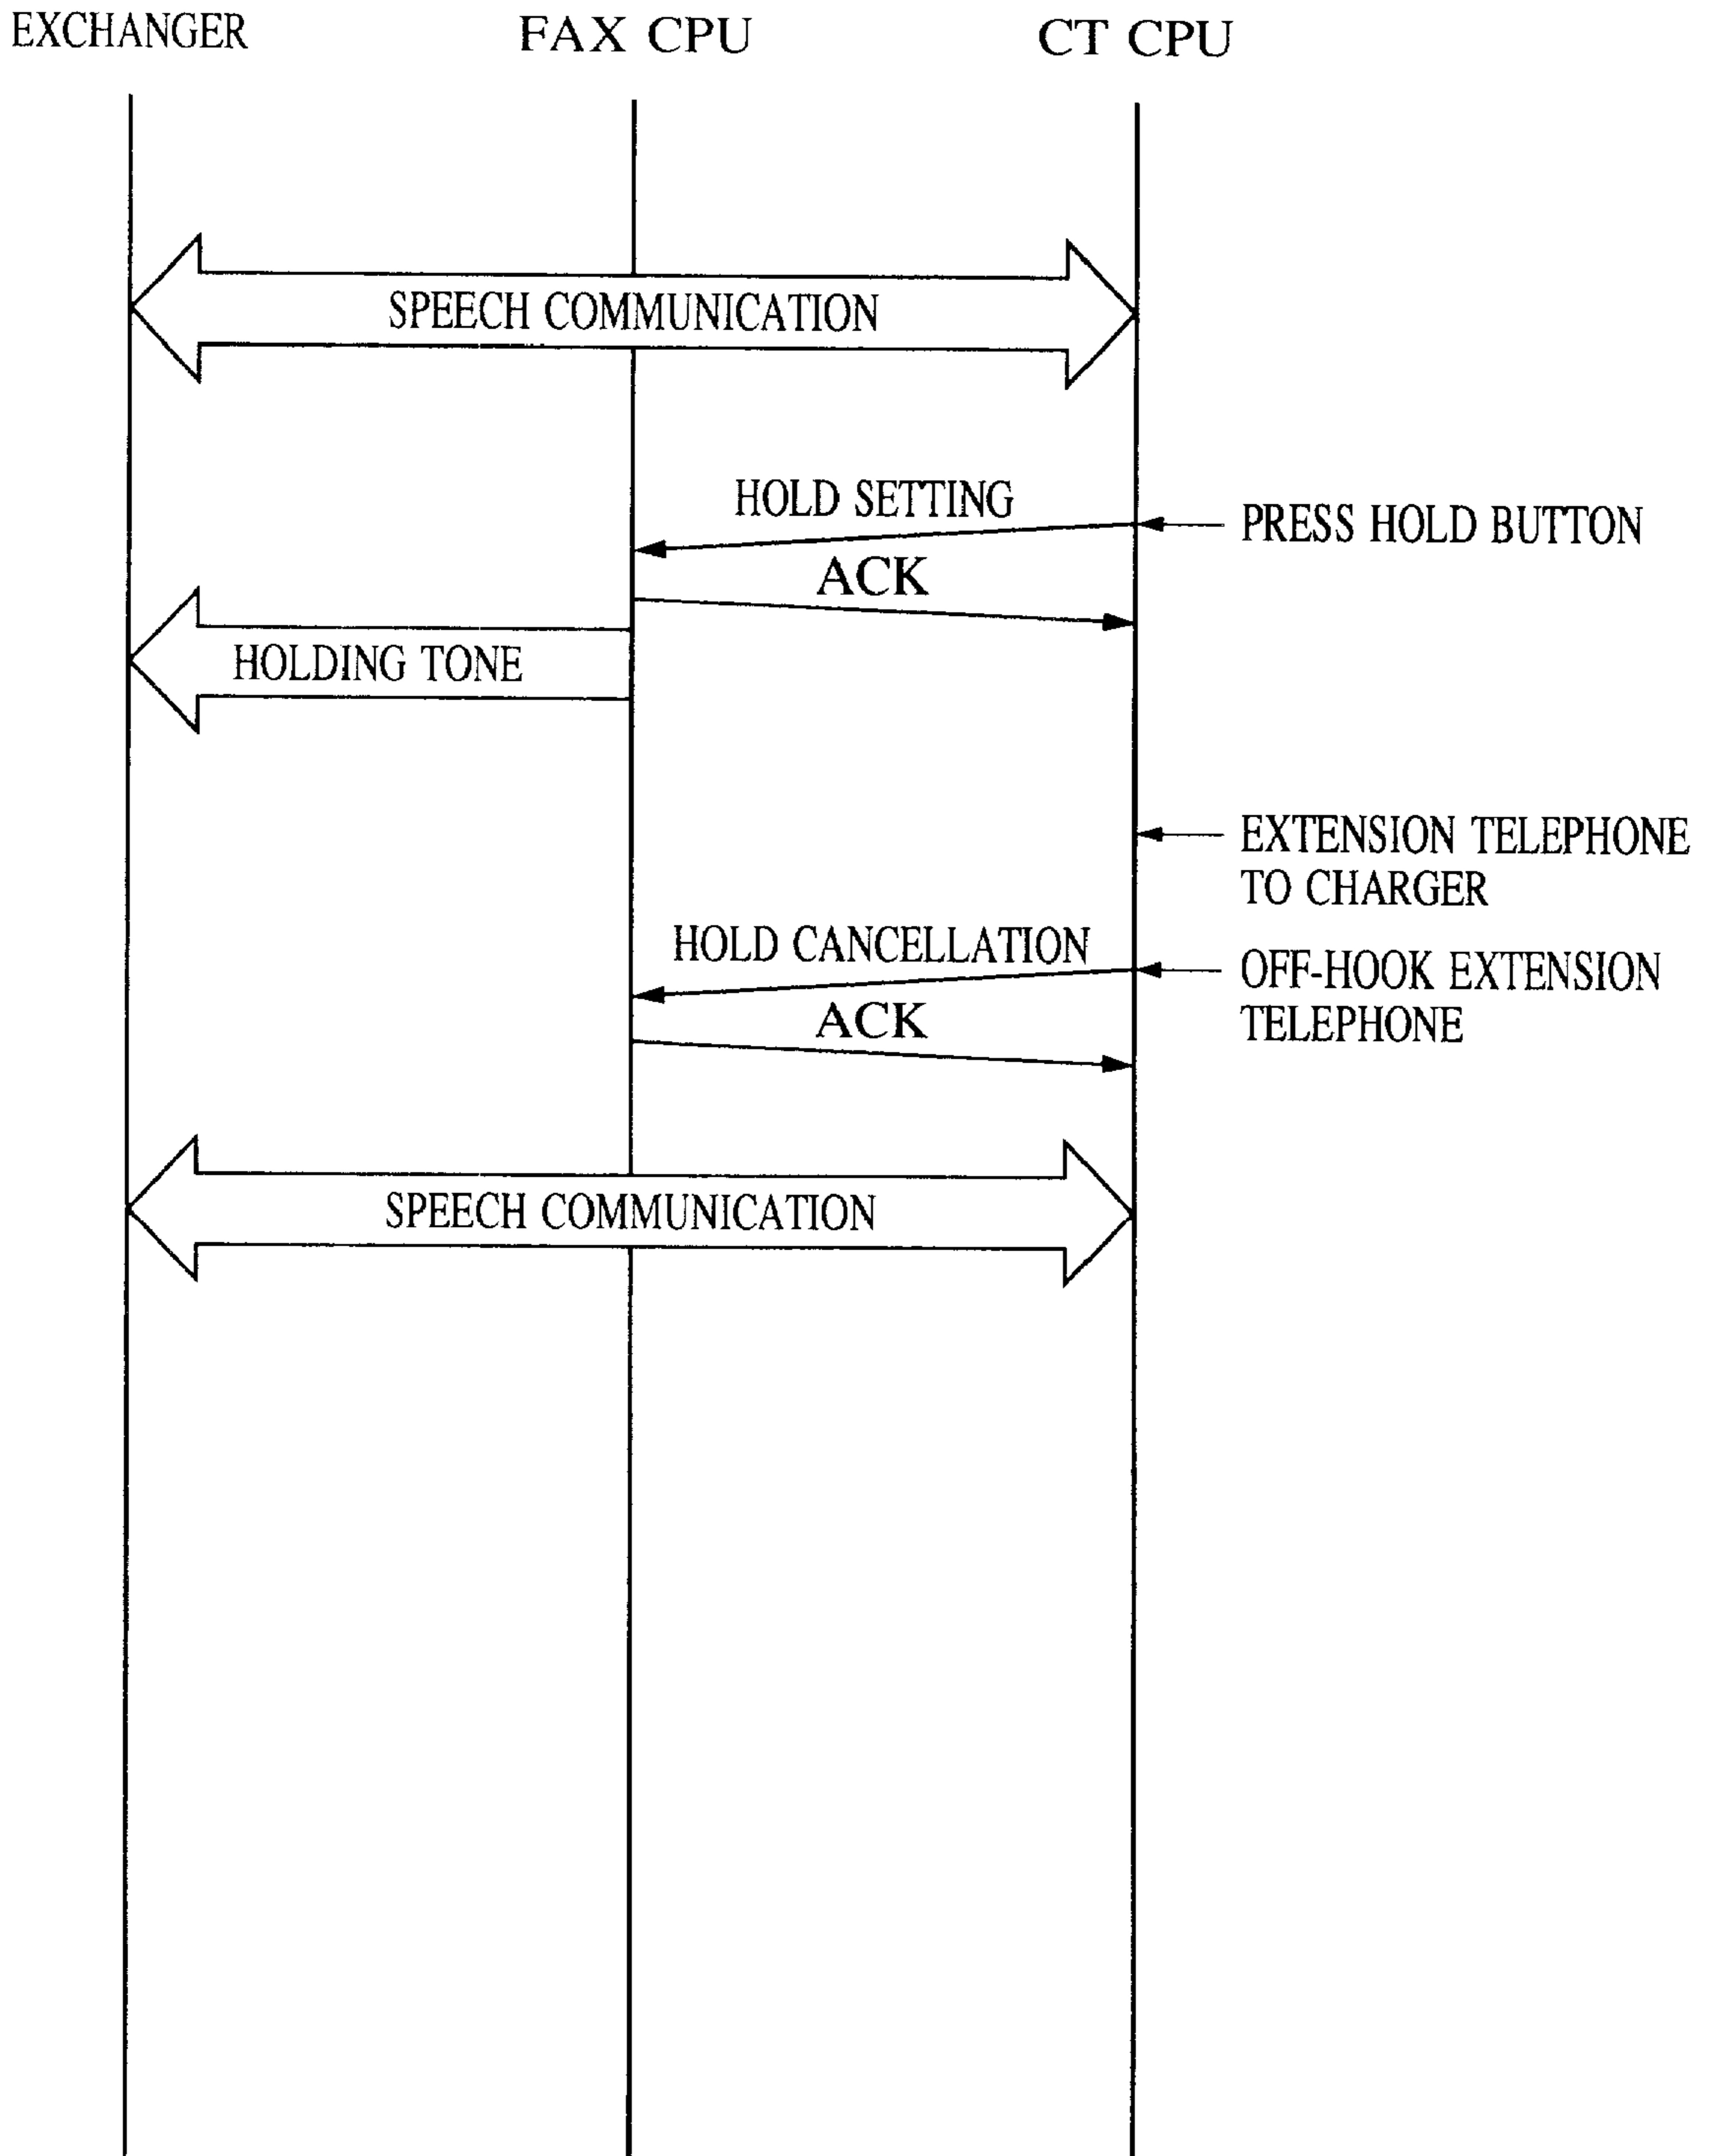 EXCHANGER
FAX CPU
CT CPU
SPEECH COMMUNICATION
HOLD SETTING
PRESS HOLD BUTTON
ACK
HOLDING TONE
EXTENSION TELEPHONE
TO CHARGER
HOLD CANCELLATION
OFF-HOOK EXTENSION
TELEPHONE
ACK
SPEECH COMMUNICATION